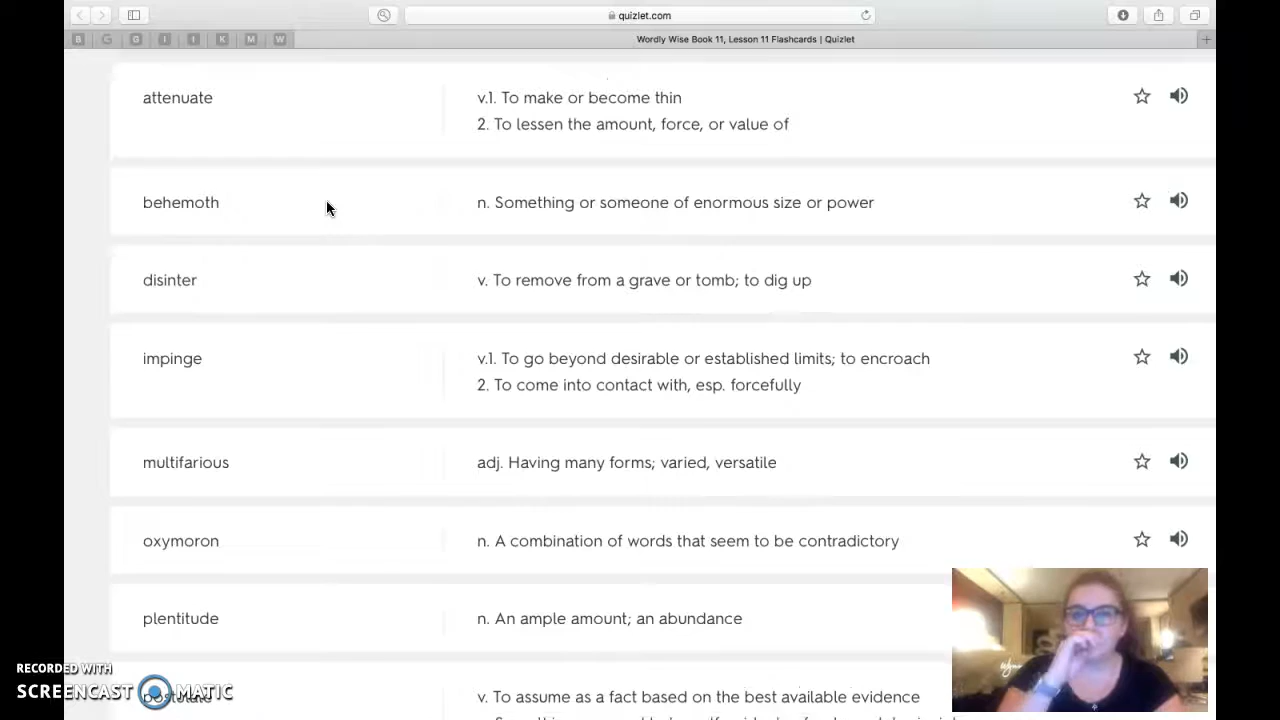 quizlet.com
B G G I t K M W
Wordly Wise Book 11, Lesson 11 Flashcards | Quizlet
attenuate
v.1. To make or become thin
2. To lessen the amount, force, or value of
behemoth
n. Something or someone of enormous size or power
disinter
v. To remove from a grave or tomb; to dig up
impinge
v.1. To go beyond desirable or established limits; to encroach
2. To come into contact with, esp. forcefully
multifarious
adj. Having many forms; varied, versatile
oxymoron
n. A combination of words that seem to be contradictory
plentitude
n. An ample amount; an abundance
postulate
v. To assume as a fact based on the best available evidence
RECORDED WITH
SCREENCAST MATIC